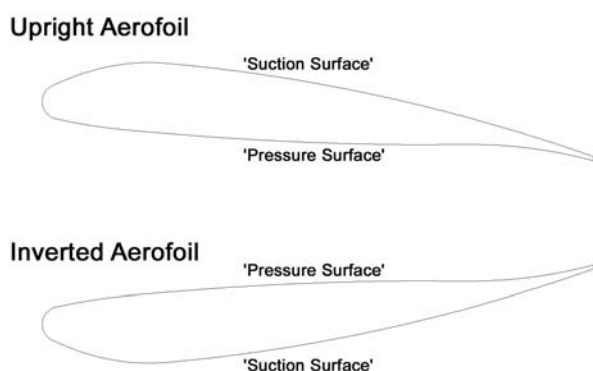 Upright Aerofoil
'Suction Surface'
'Pressure Surface'
Inverted Aerofoil
'Pressure Surface'
'Suction Surface'